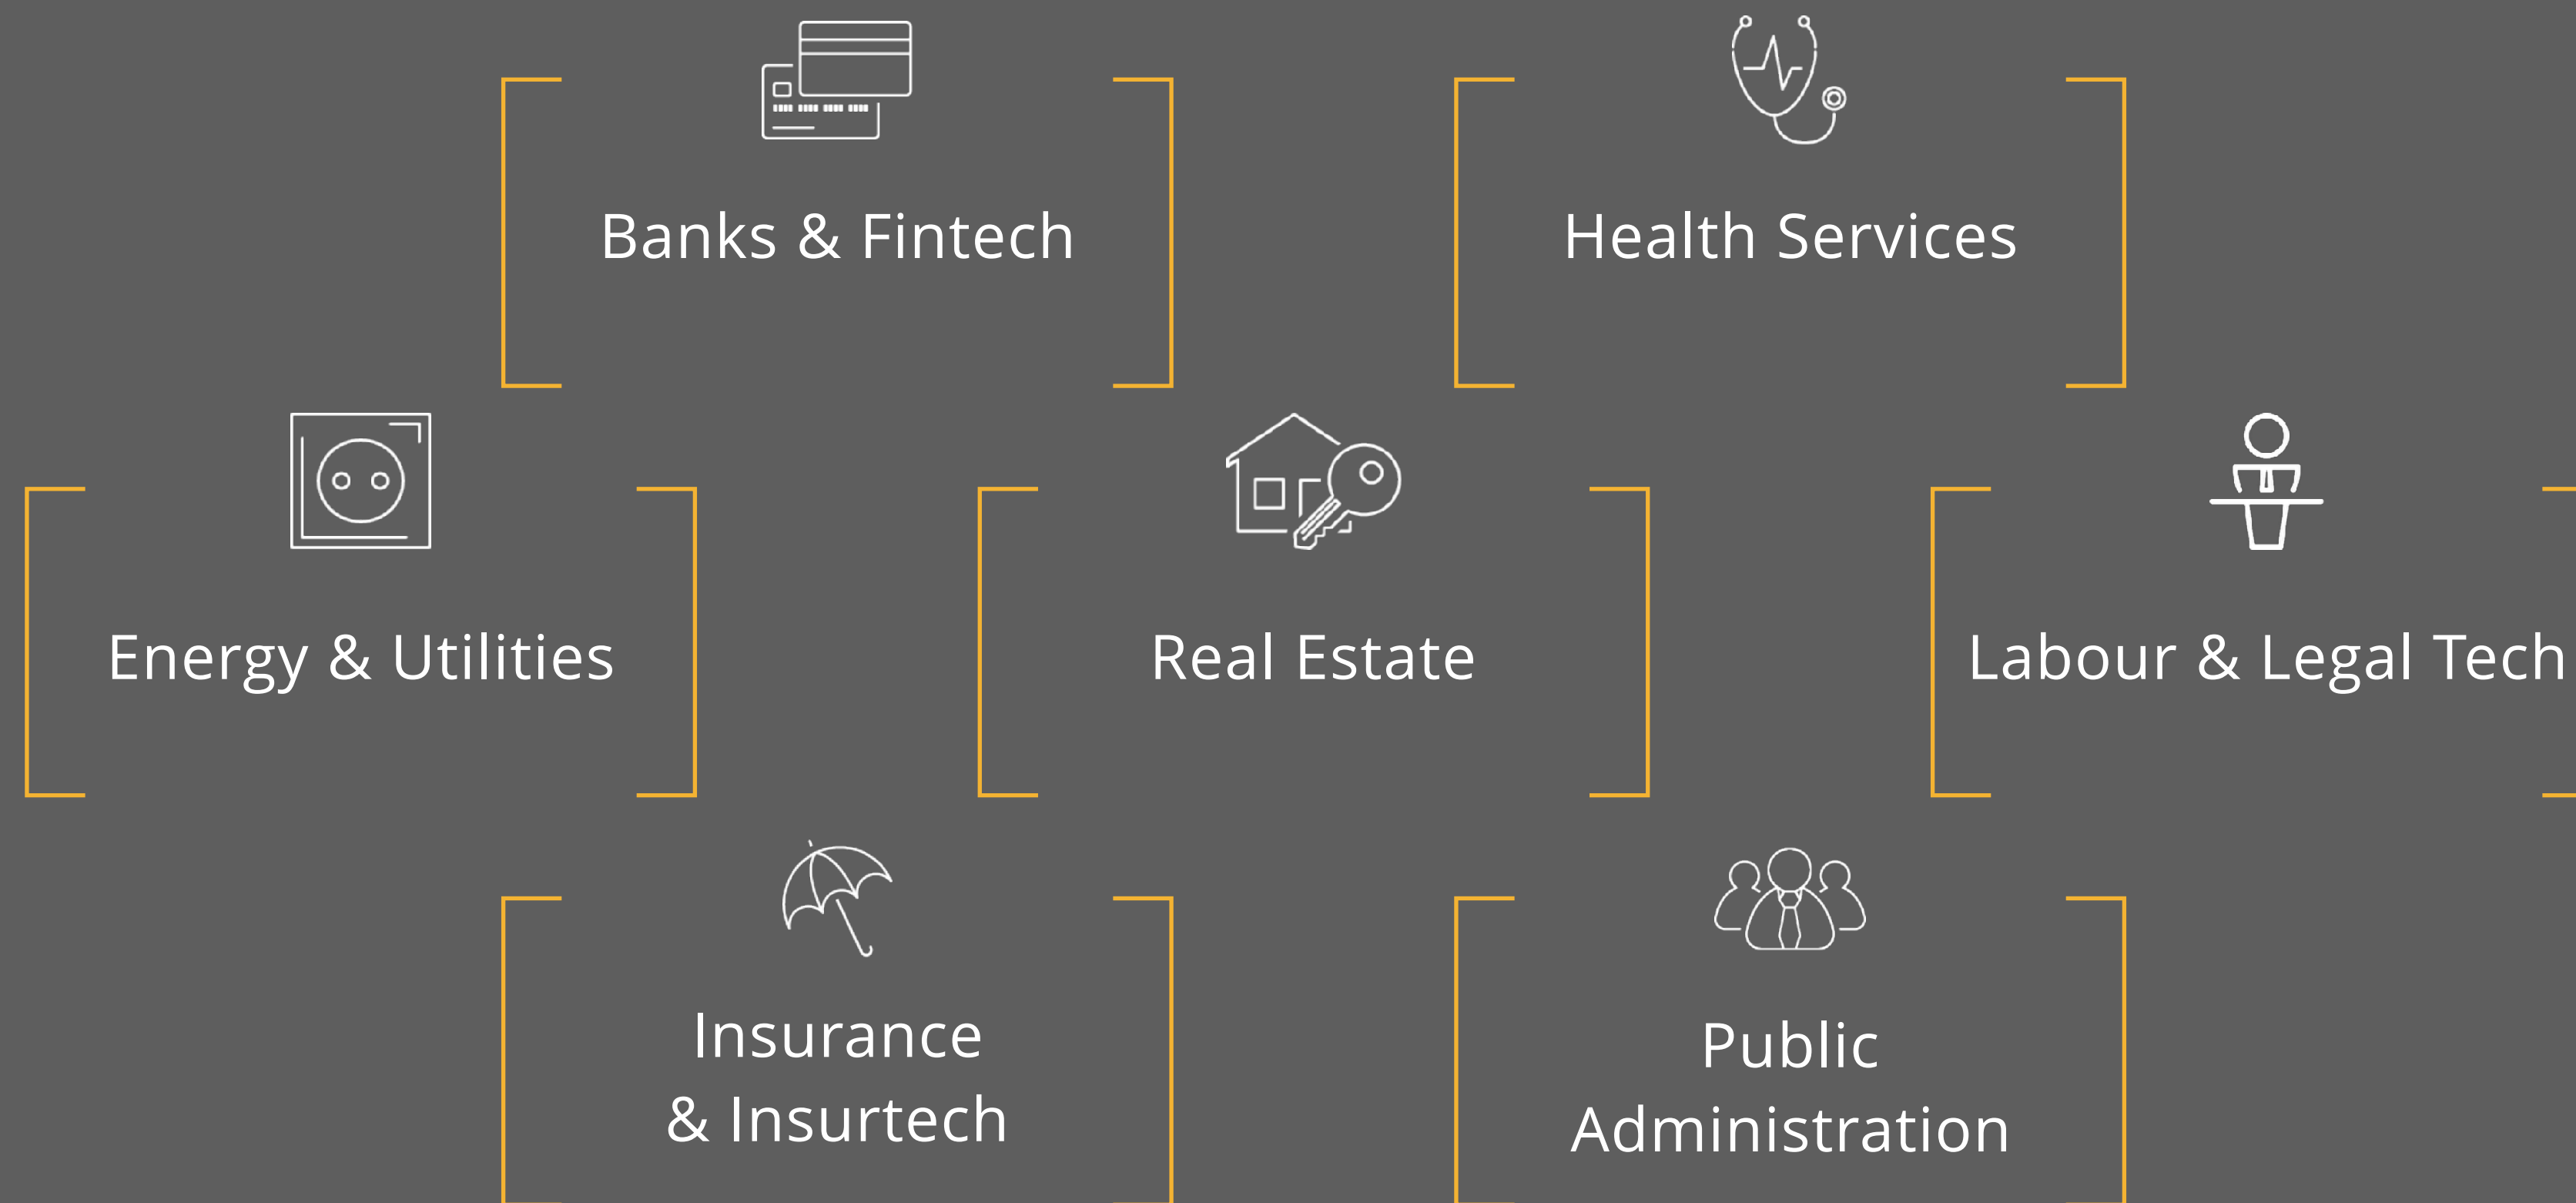 Banks & Fintech
Health Services
Energy & Utilities
Real Estate
Labour & Legal Tech
Insurance
& Insurtech
Public
Administration